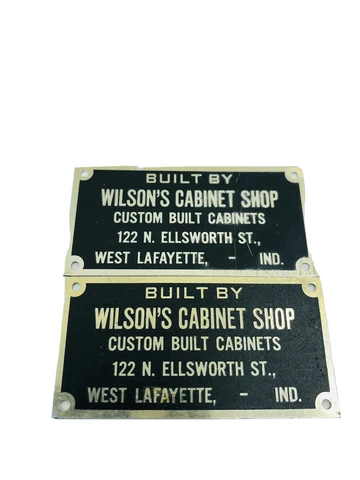 BUILT BY
WILSON'S CABINET SHOP
CUSTOM BUILT CABINETS
122 N. ELLSWORTH ST.,
WEST LAFAYETTE, - IND.
BUILT BY
WILSON'S CABINET SHOP
CUSTOM BUILT CABINETS
122 N. ELLSWORTH ST.,
WEST LAFAYETTE, - IND.